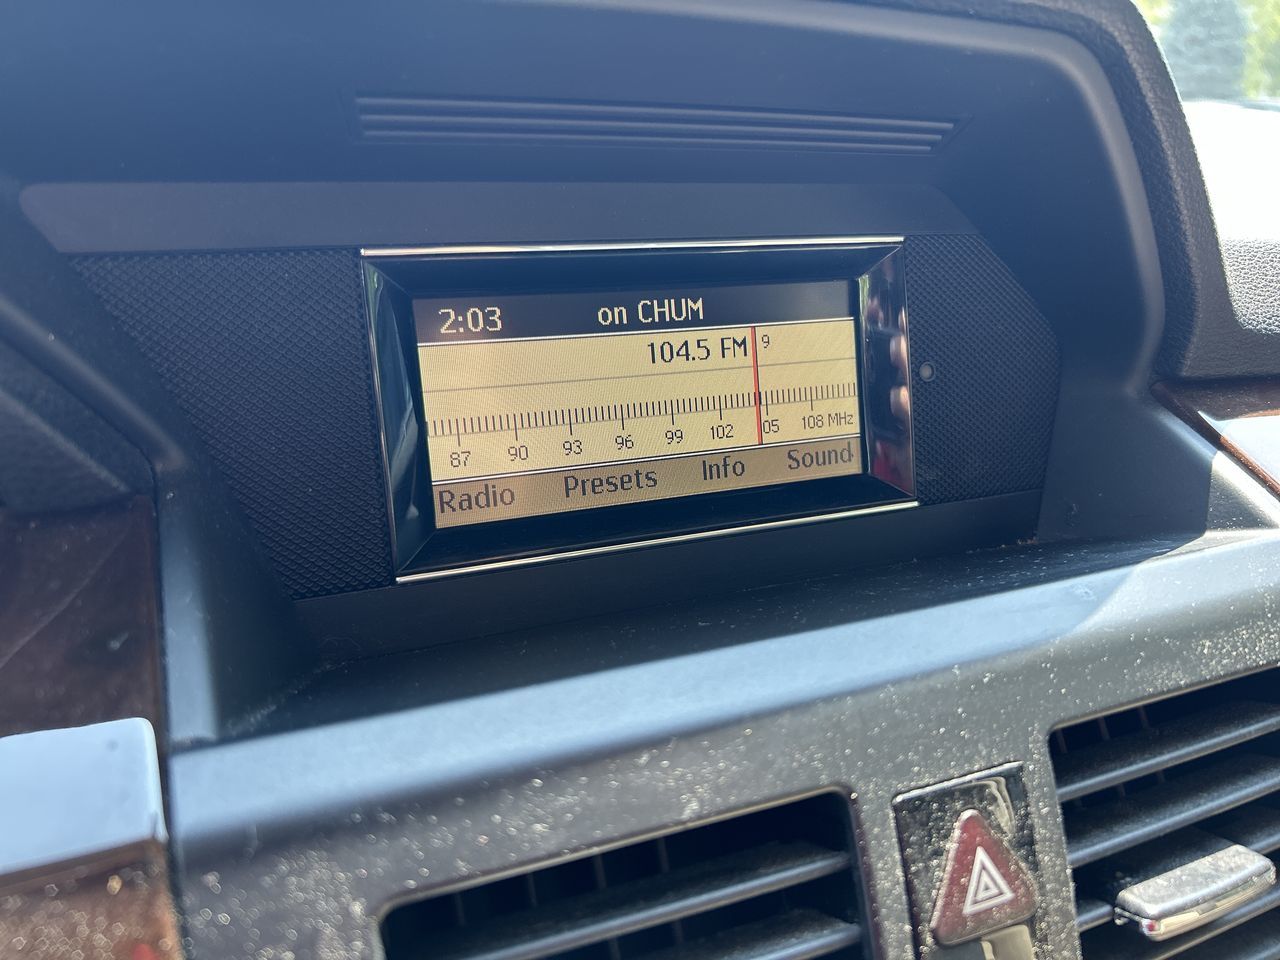 2:03 on CHUM
104.5 FM 9
87 90 93 96 99 102 05 108 MHz
Radio Presets Info Sound